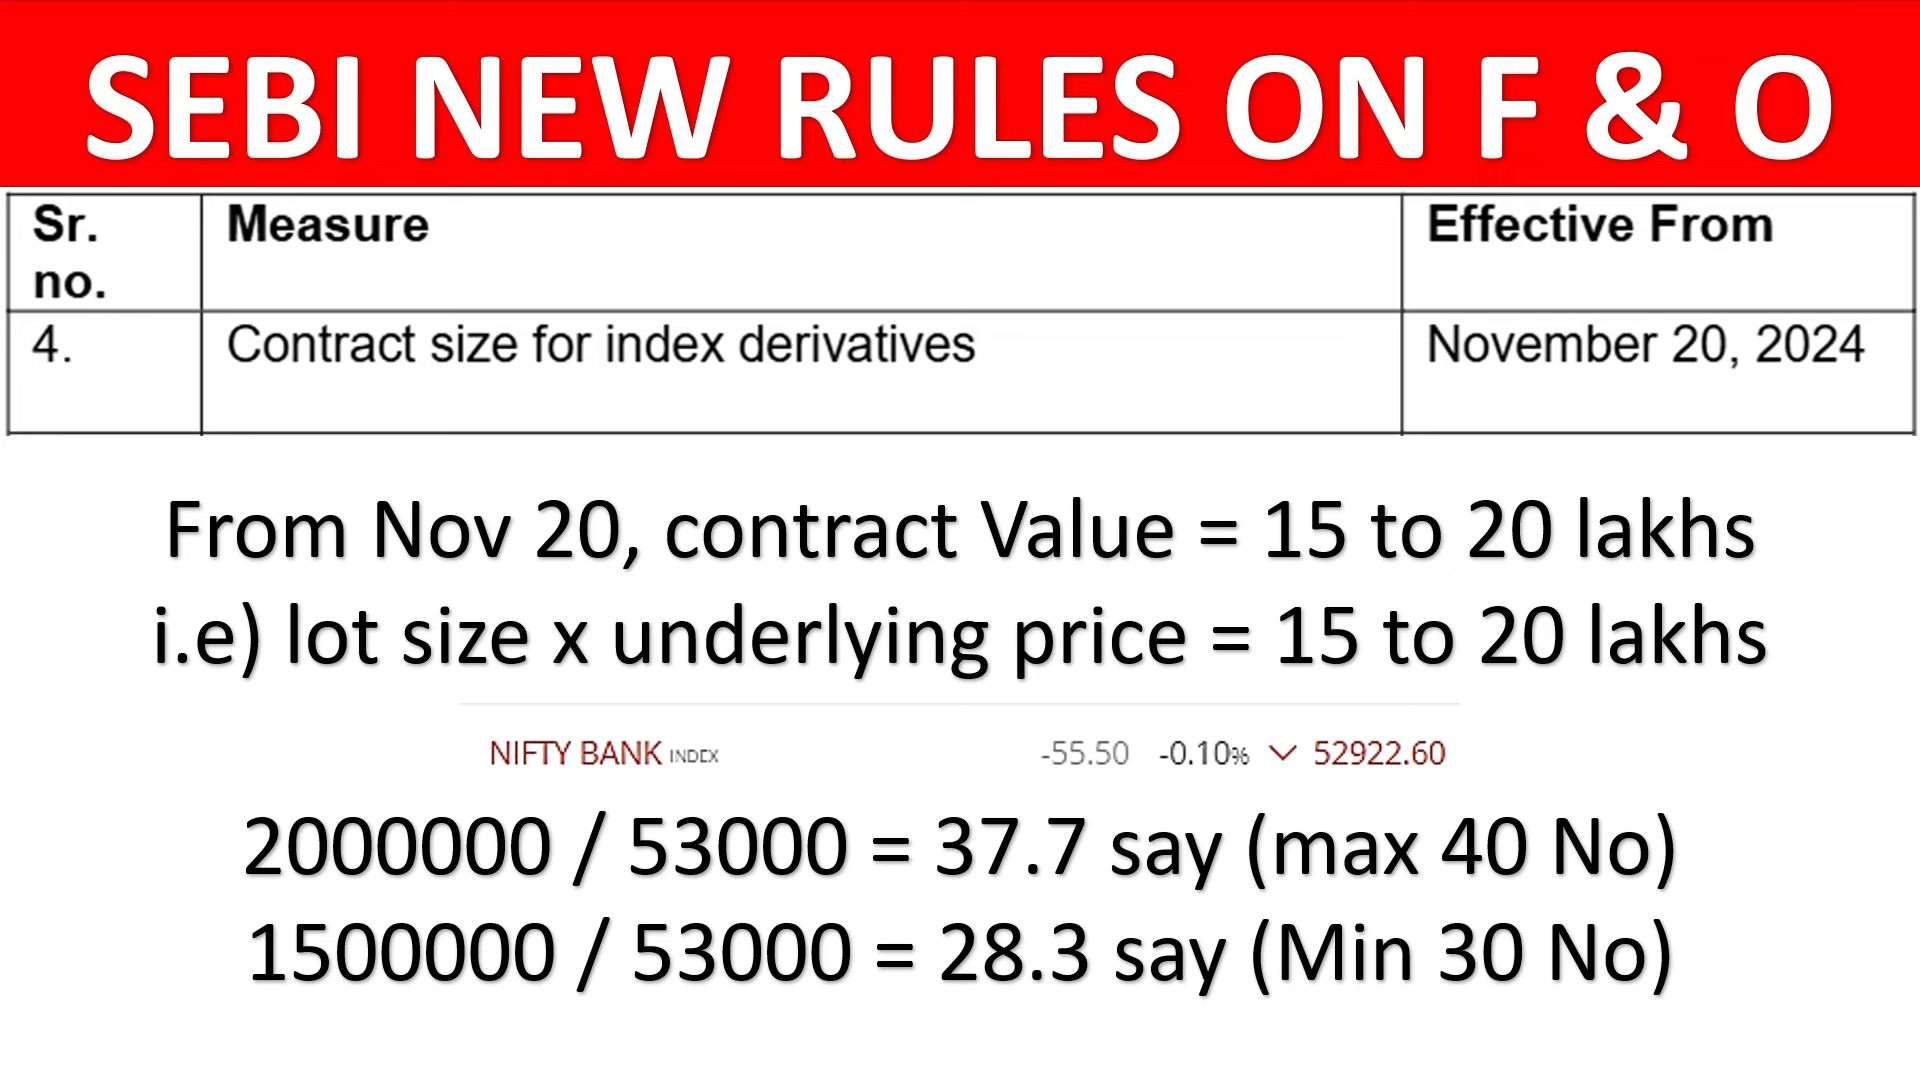 SEBI NEW RULES ON F & O
Sr. no. Measure Effective From
4. Contract size for index derivatives November 20, 2024
From Nov 20, contract Value = 15 to 20 lakhs
i.e) lot size x underlying price = 15 to 20 lakhs
NIFTY BANK INDEX -55.50 -0.10% 52922.60
2000000 / 53000 = 37.7 say (max 40 No)
1500000 / 53000 = 28.3 say (Min 30 No)